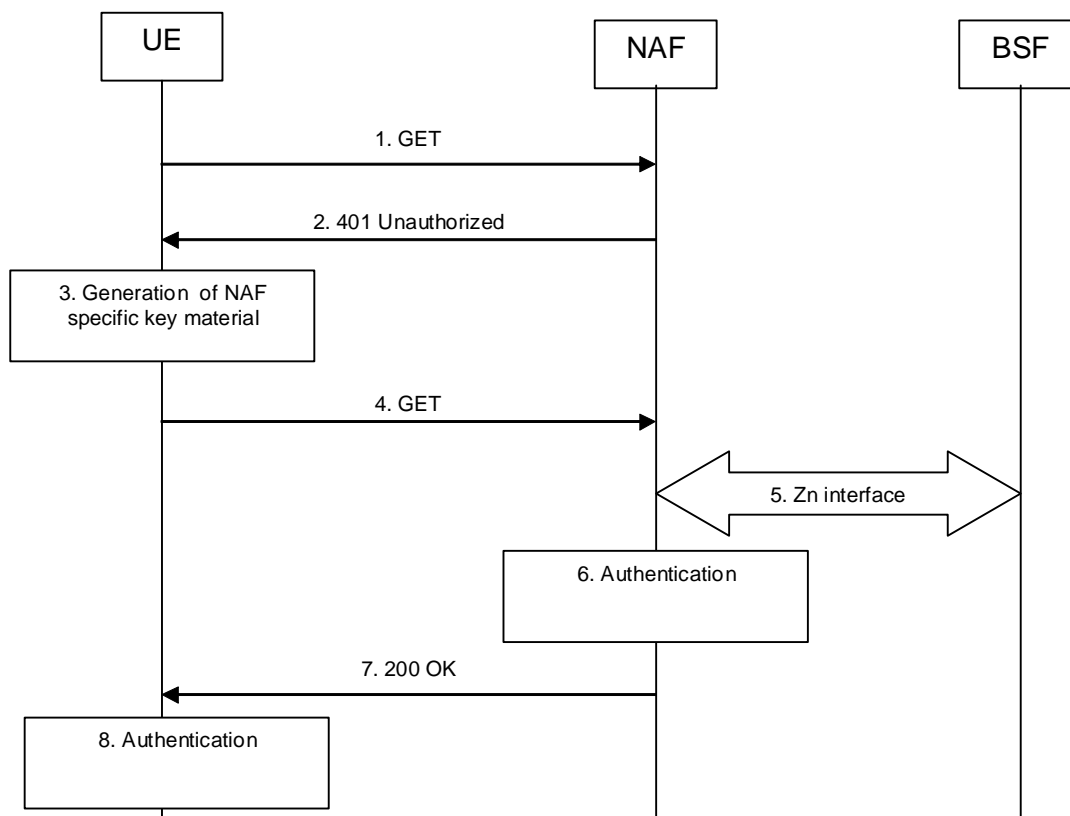 UE
NAF
BSF
1. GET
2. 401 Unauthorized
3. Generation of NAF
specific key material
4. GET
5. Zn interface
6. Authentication
7. 200 OK
8. Authentication